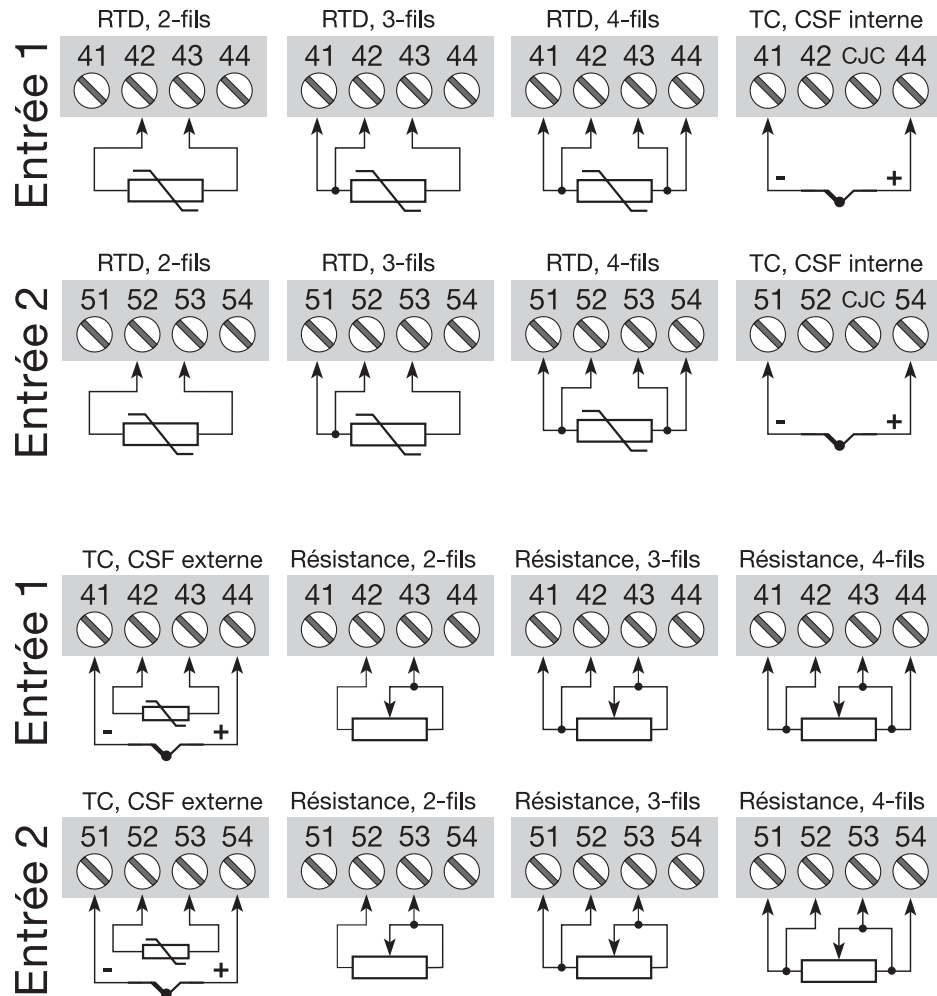 Entrée 1
RTD, 2-fils RTD, 3-fils RTD, 4-fils TC, CSF interne
41 42 43 44 41 42 43 44 41 42 43 44 41 42 CJC 44
- +
Entrée 2
RTD, 2-fils RTD, 3-fils RTD, 4-fils TC, CSF interne
51 52 53 54 51 52 53 54 51 52 53 54 51 52 CJC 54
- +
Entrée 1
TC, CSF externe Résistance, 2-fils Résistance, 3-fils Résistance, 4-fils
41 42 43 44 41 42 43 44 41 42 43 44 41 42 43 44
- +
Entrée 2
TC, CSF externe Résistance, 2-fils Résistance, 3-fils Résistance, 4-fils
51 52 53 54 51 52 53 54 51 52 53 54 51 52 53 54
- +